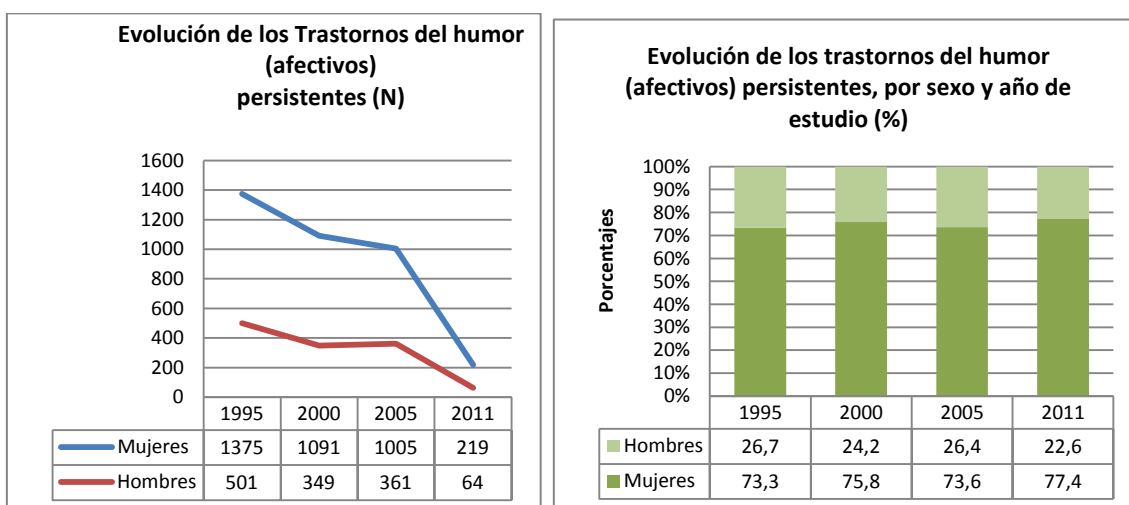 Evolución de los Trastornos del humor
(afectivos)
persistentes (N)
1600
1400
1200
1000
800
600
400
200
0
1995 2000 2005 2011
Mujeres 1375 1091 1005 219
Hombres 501 349 361 64
Evolución de los trastornos del humor
(afectivos) persistentes, por sexo y año de
estudio (%)
Porcentajes
100%
90%
80%
70%
60%
50%
40%
30%
20%
10%
0%
1995 2000 2005 2011
Hombres 26,7 24,2 26,4 22,6
Mujeres 73,3 75,8 73,6 77,4